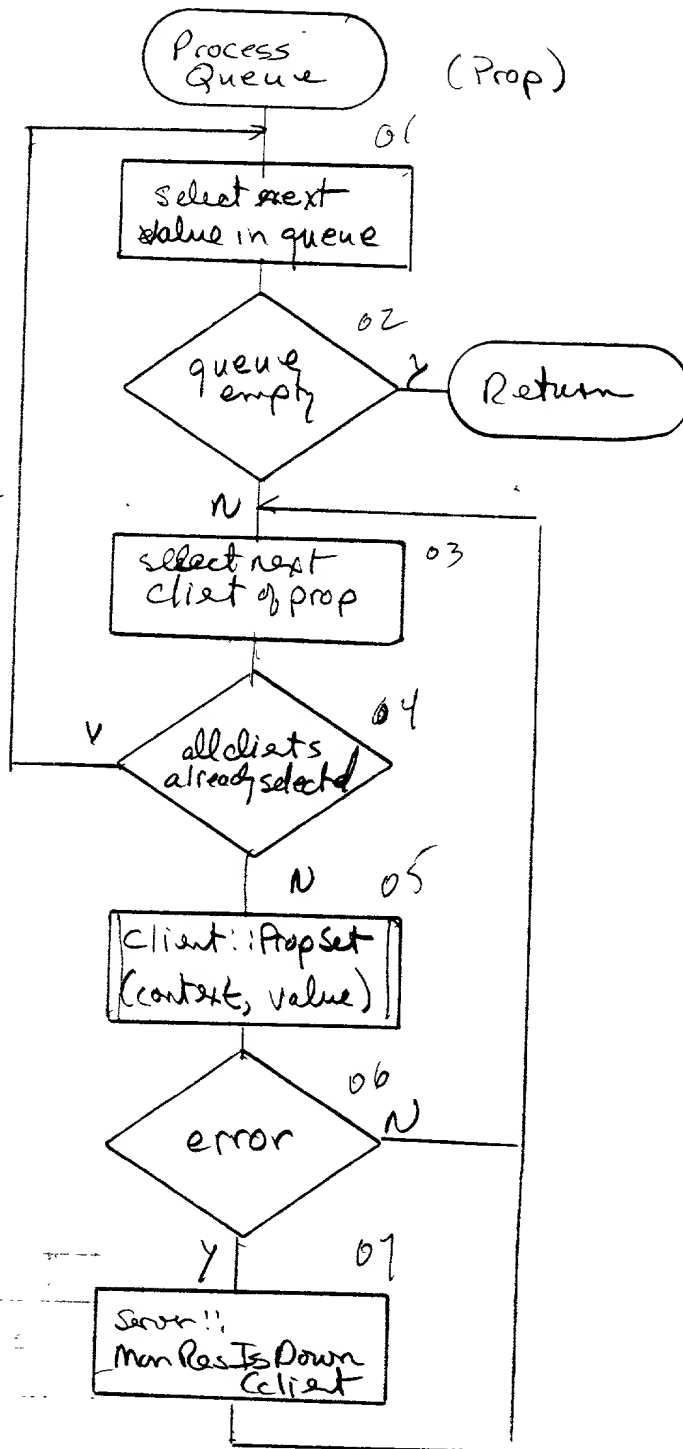 Process
Queue
(Prop)
01
select next
value in queue
02
queue
empty
Y
Return
N
03
select next
client of prop
04
all clients
already selected
Y
N
05
Client::PropSet
(context, value)
06
error
N
Y
07
Server::
MonResIsDown
(client